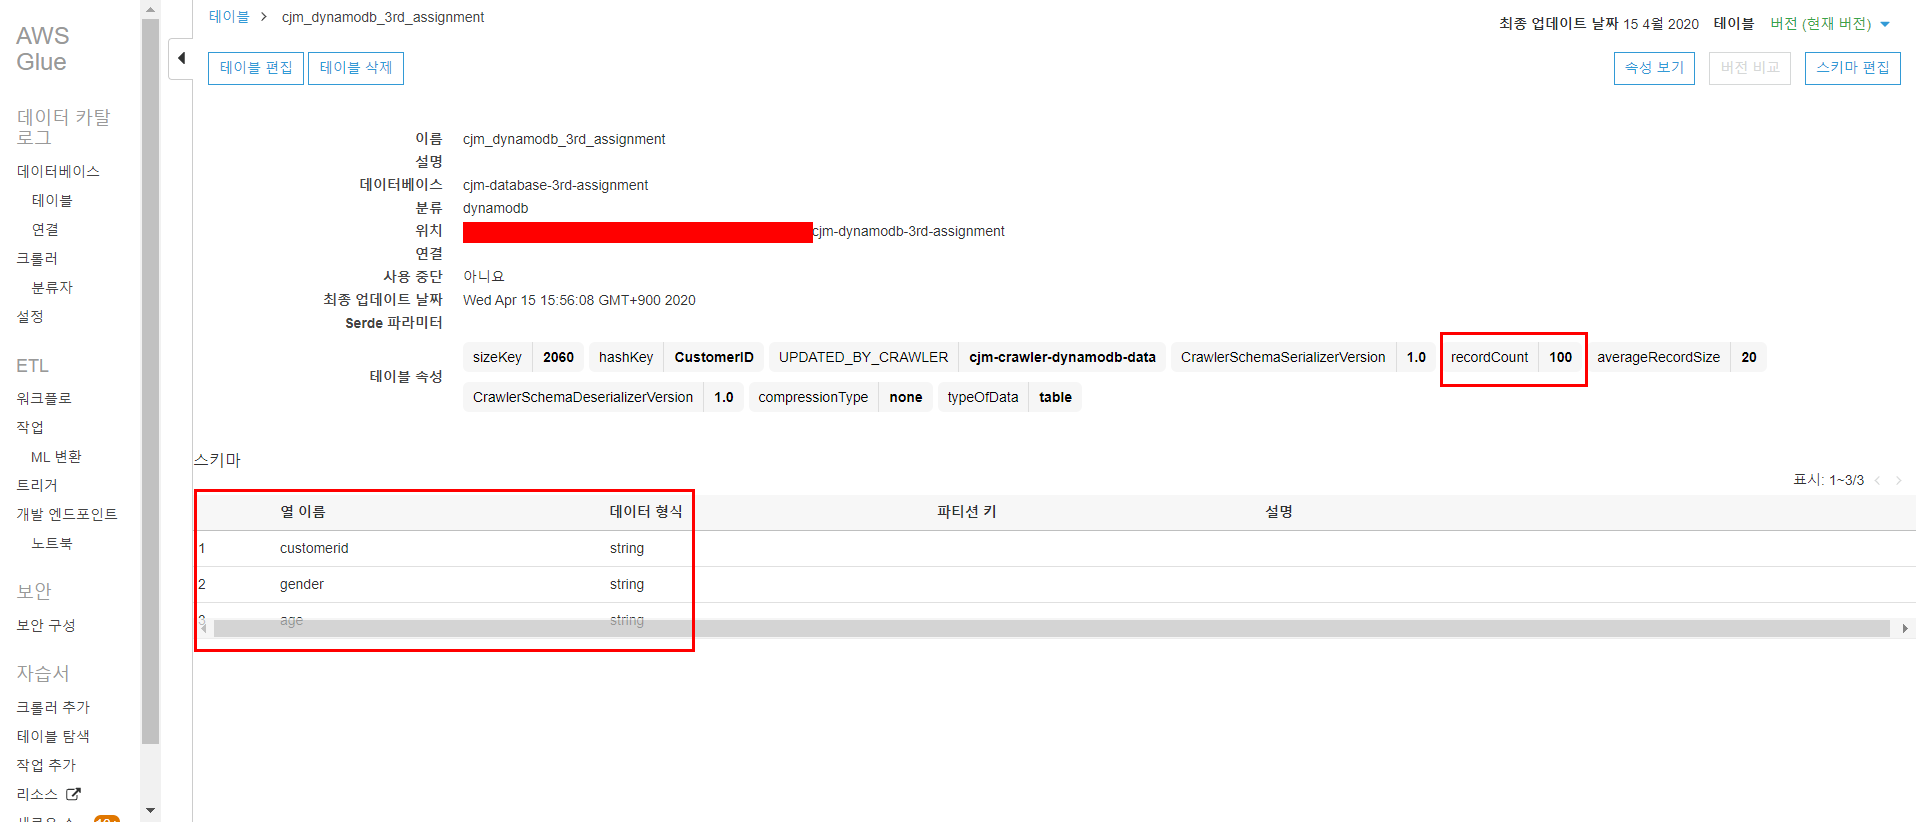 AWS
Glue
데이터 카탈
로그
데이터베이스
테이블
연결
크롤러
분류자
설정
ETL
워크플로
작업
ML 변환
트리거
개발 엔드포인트
노트북
보안
보안 구성
자습서
크롤러 추가
테이블 탐색
작업 추가
리소스
테이블 > cjm_dynamodb_3rd_assignment
최종 업데이트 날짜 15 4월 2020 테이블 버전 (현재 버전)
테이블 편집 테이블 삭제 속성 보기 버전 비교 스키마 편집
이름 cjm_dynamodb_3rd_assignment
설명
데이터베이스 cjm-database-3rd-assignment
분류 dynamodb
위치 cjm-dynamodb-3rd-assignment
연결
사용 중단 아니요
최종 업데이트 날짜 Wed Apr 15 15:56:08 GMT+900 2020
Serde 파라미터
테이블 속성
sizeKey 2060 hashKey CustomerID UPDATED_BY_CRAWLER cjm-crawler-dynamodb-data CrawlerSchemaSerializerVersion 1.0 recordCount 100 averageRecordSize 20
CrawlerSchemaDeserializerVersion 1.0 compressionType none typeOfData table
스키마
표시: 1~3/3 < >
열 이름 데이터 형식 파티션 키 설명
1 customerid string
2 gender string
3 age string